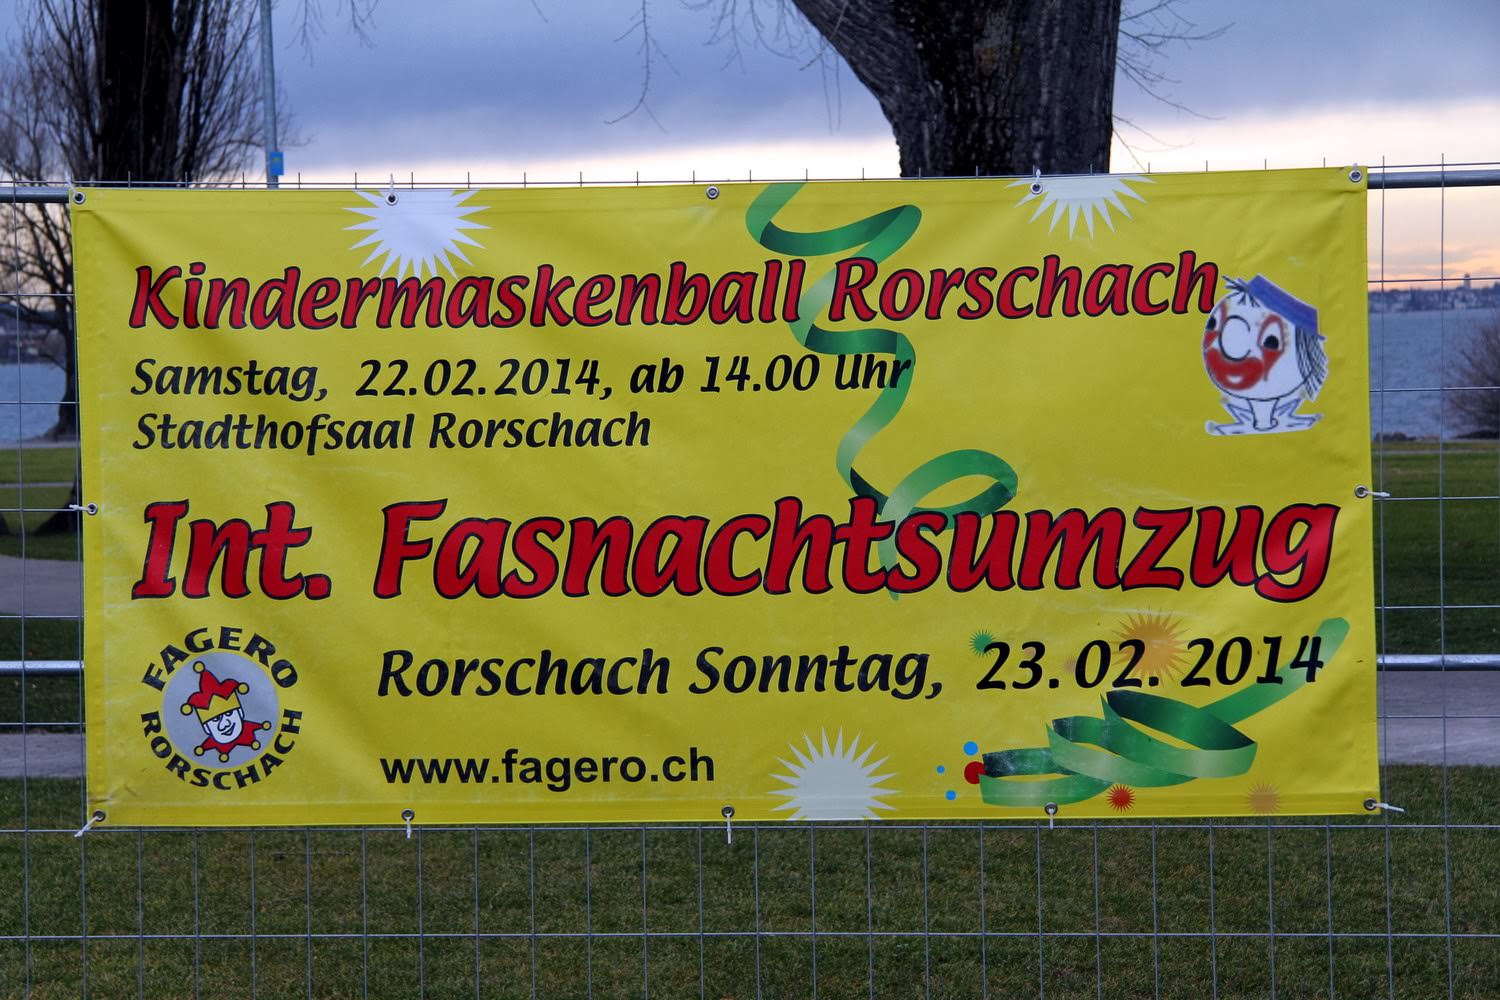 Kindermaskenball Rorschach
Samstag, 22.02.2014, ab 14.00 Uhr
Stadthofsaal Rorschach
Int. Fasnachtsumzug
Rorschach Sonntag, 23.02.2014
FAGERO
RORSCHACH
www.fagero.ch